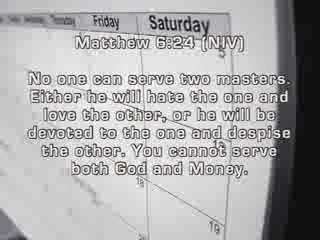 Thursday Friday Saturday
Matthew 6:24 (NIV)
No one can serve two masters.
Either he will hate the one and
love the other, or he will be
devoted to the one and despise
the other. You cannot serve
both God and Money.
19